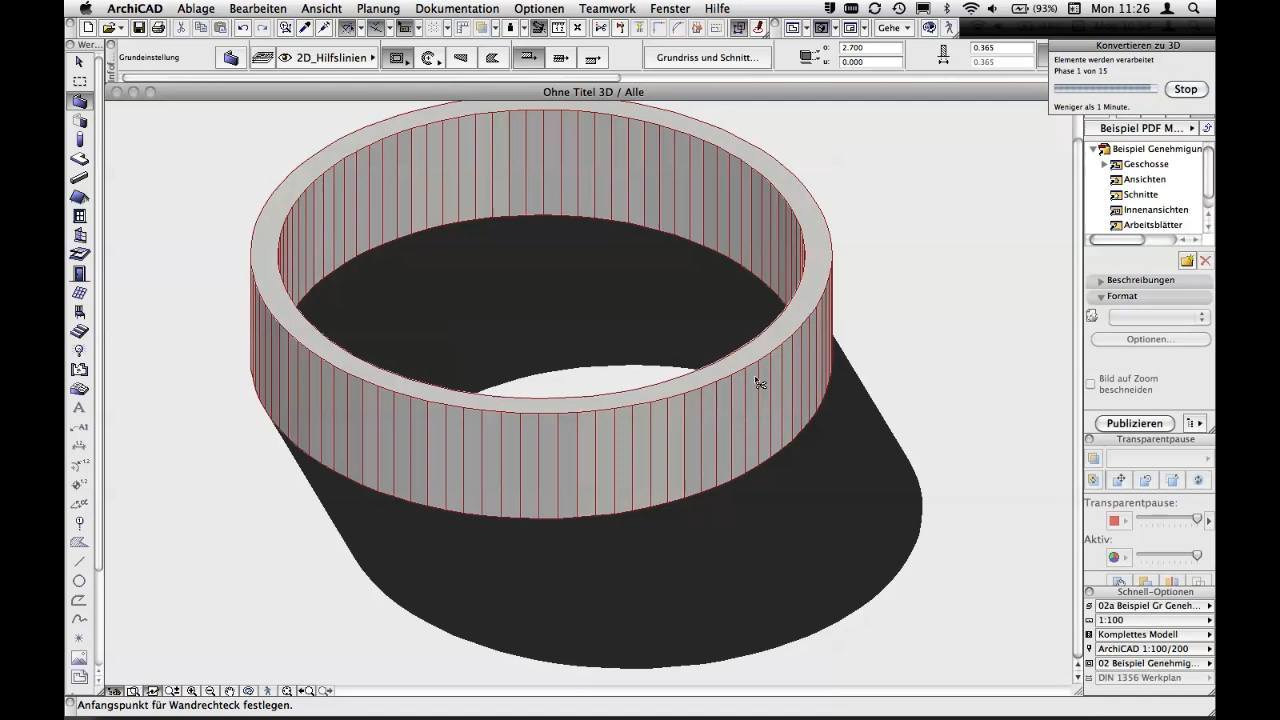 ArchiCAD Ablage Bearbeiten Ansicht Planung Dokumentation Optionen Teamwork Fenster Hilfe
(93%) Mon 11:26
Gehe
Wer...
Grundeinstellung
2D_Hilfslinien
Grundriss und Schnitt...
o: 2.700
u: 0.000
0.365
0.365
Konvertieren zu 3D
Elemente werden verarbeitet
Phase 1 von 15
Stop
Weniger als 1 Minute.
Ohne Titel 3D / Alle
Beispiel PDF M...
Beispiel Genehmigun
Geschosse
Ansichten
Schnitte
Innenansichten
Arbeitsblätter
Beschreibungen
Format
Optionen...
Bild auf Zoom
beschneiden
Publizieren
Transparentpause
Transparentpause:
Aktiv:
Schnell-Optionen
02a Beispiel Gr Geneh...
1:100
Komplettes Modell
ArchiCAD 1:100/200
02 Beispiel Genehmig...
DIN 1356 Werkplan
Anfangspunkt für Wandrechteck festlegen.